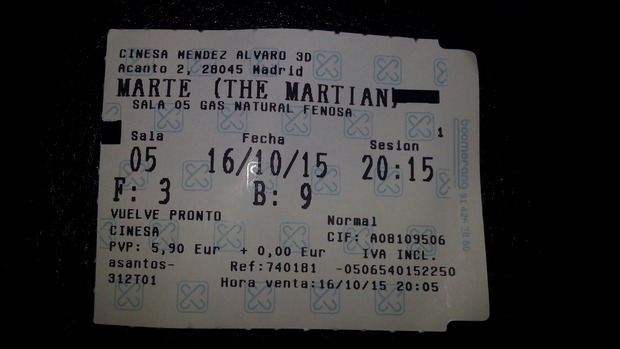 CINESA MENDEZ ALVARO 3D
Acanto 2, 28045 Madrid
MARTE (THE MARTIAN)
SALA 05 GAS NATURAL FENOSA
1
Sala Fecha Sesion
05 16/10/15 20:15
F: 3 B: 9
VUELVE PRONTO Normal
CINESA CIF: A08109506
PVP: 5,90 Eur + 0,00 Eur IVA INCL.
asantos- Ref:740181 -0506540152250
312T01 Hora venta:16/10/15 20:05
boomerang